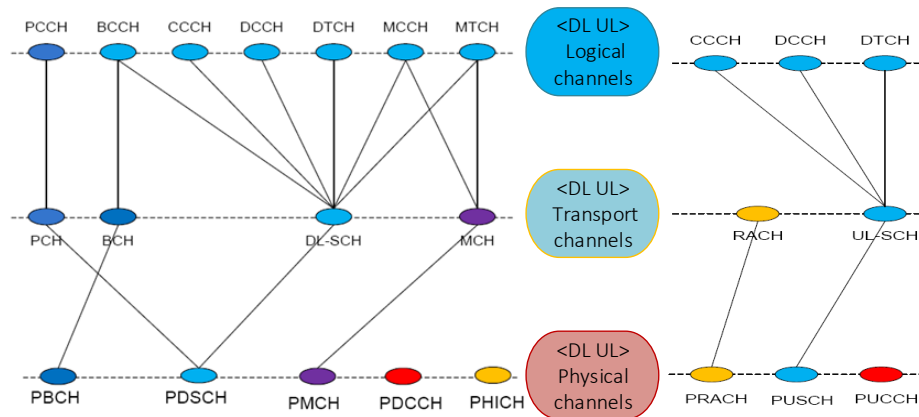 PCCH BCCH CCCH DCCH DTCH MCCH MTCH
<DL UL>
Logical
channels
CCCH DCCH DTCH
PCH BCH DL-SCH MCH
<DL UL>
Transport
channels
RACH UL-SCH
PBCH PDSCH PMCH PDCCH PHICH
<DL UL>
Physical
channels
PRACH PUSCH PUCCH